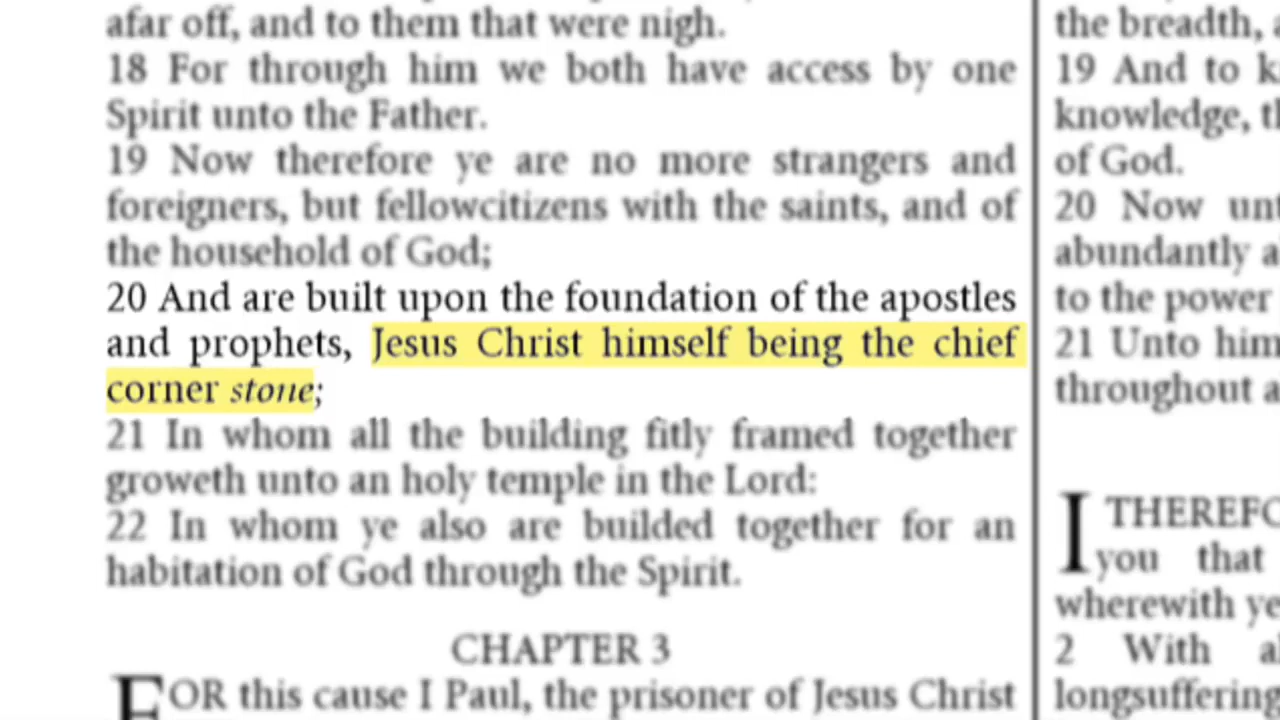 afar off, and to them that were nigh.
18 For through him we both have access by one
Spirit unto the Father.
19 Now therefore ye are no more strangers and
foreigners, but fellowcitizens with the saints, and of
the household of God;
20 And are built upon the foundation of the apostles
and prophets, Jesus Christ himself being the chief
corner stone;
21 In whom all the building fitly framed together
groweth unto an holy temple in the Lord:
22 In whom ye also are builded together for an
habitation of God through the Spirit.
CHAPTER 3
FOR this cause I Paul, the prisoner of Jesus Christ
the breadth,
19 And to
knowledge,
of God.
20 Now
abundantly
to the power
21 Unto him
throughout
I THEREFO
you that
wherewith ye
2 With
longsuffering